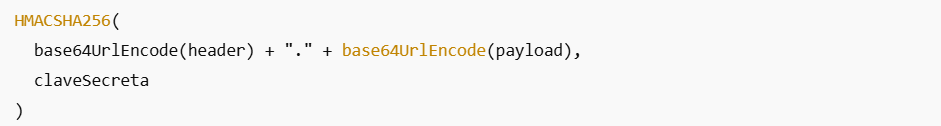 HMACSHA256(
base64UrlEncode(header) + "." + base64UrlEncode(payload),
claveSecreta
)